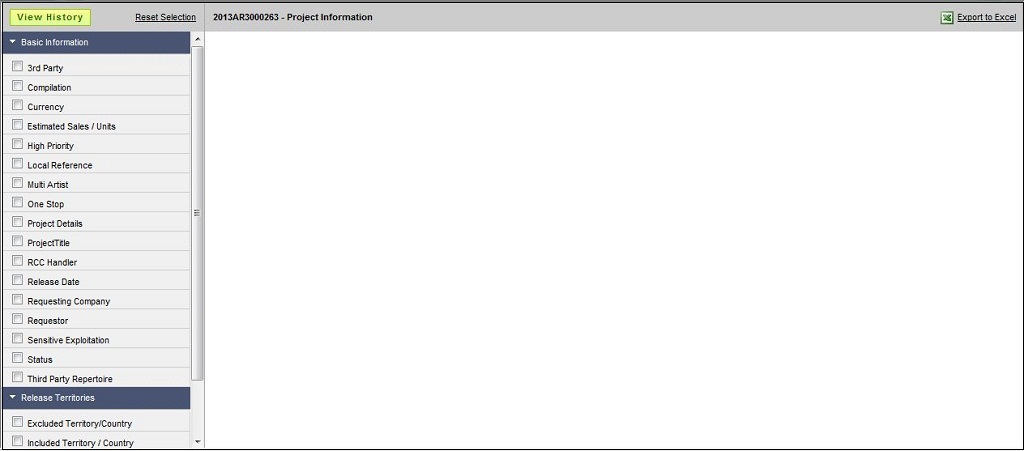 View History
Reset Selection
2013AR3000263 - Project Information
Export to Excel
Basic Information
3rd Party
Compilation
Currency
Estimated Sales / Units
High Priority
Local Reference
Multi Artist
One Stop
Project Details
ProjectTitle
RCC Handler
Release Date
Requesting Company
Requestor
Sensitive Exploitation
Status
Third Party Repertoire
Release Territories
Excluded Territory/Country
Included Territory / Country